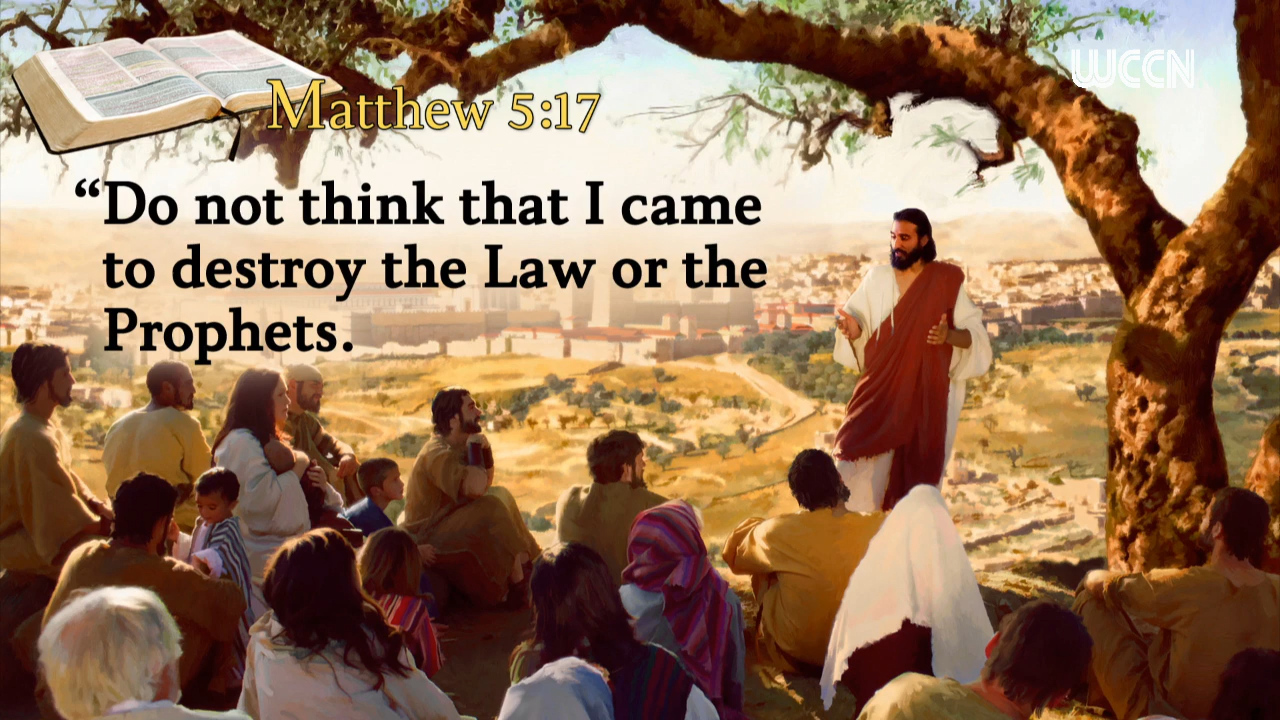 WCCN
Matthew 5:17
“Do not think that I came
to destroy the Law or the
Prophets.